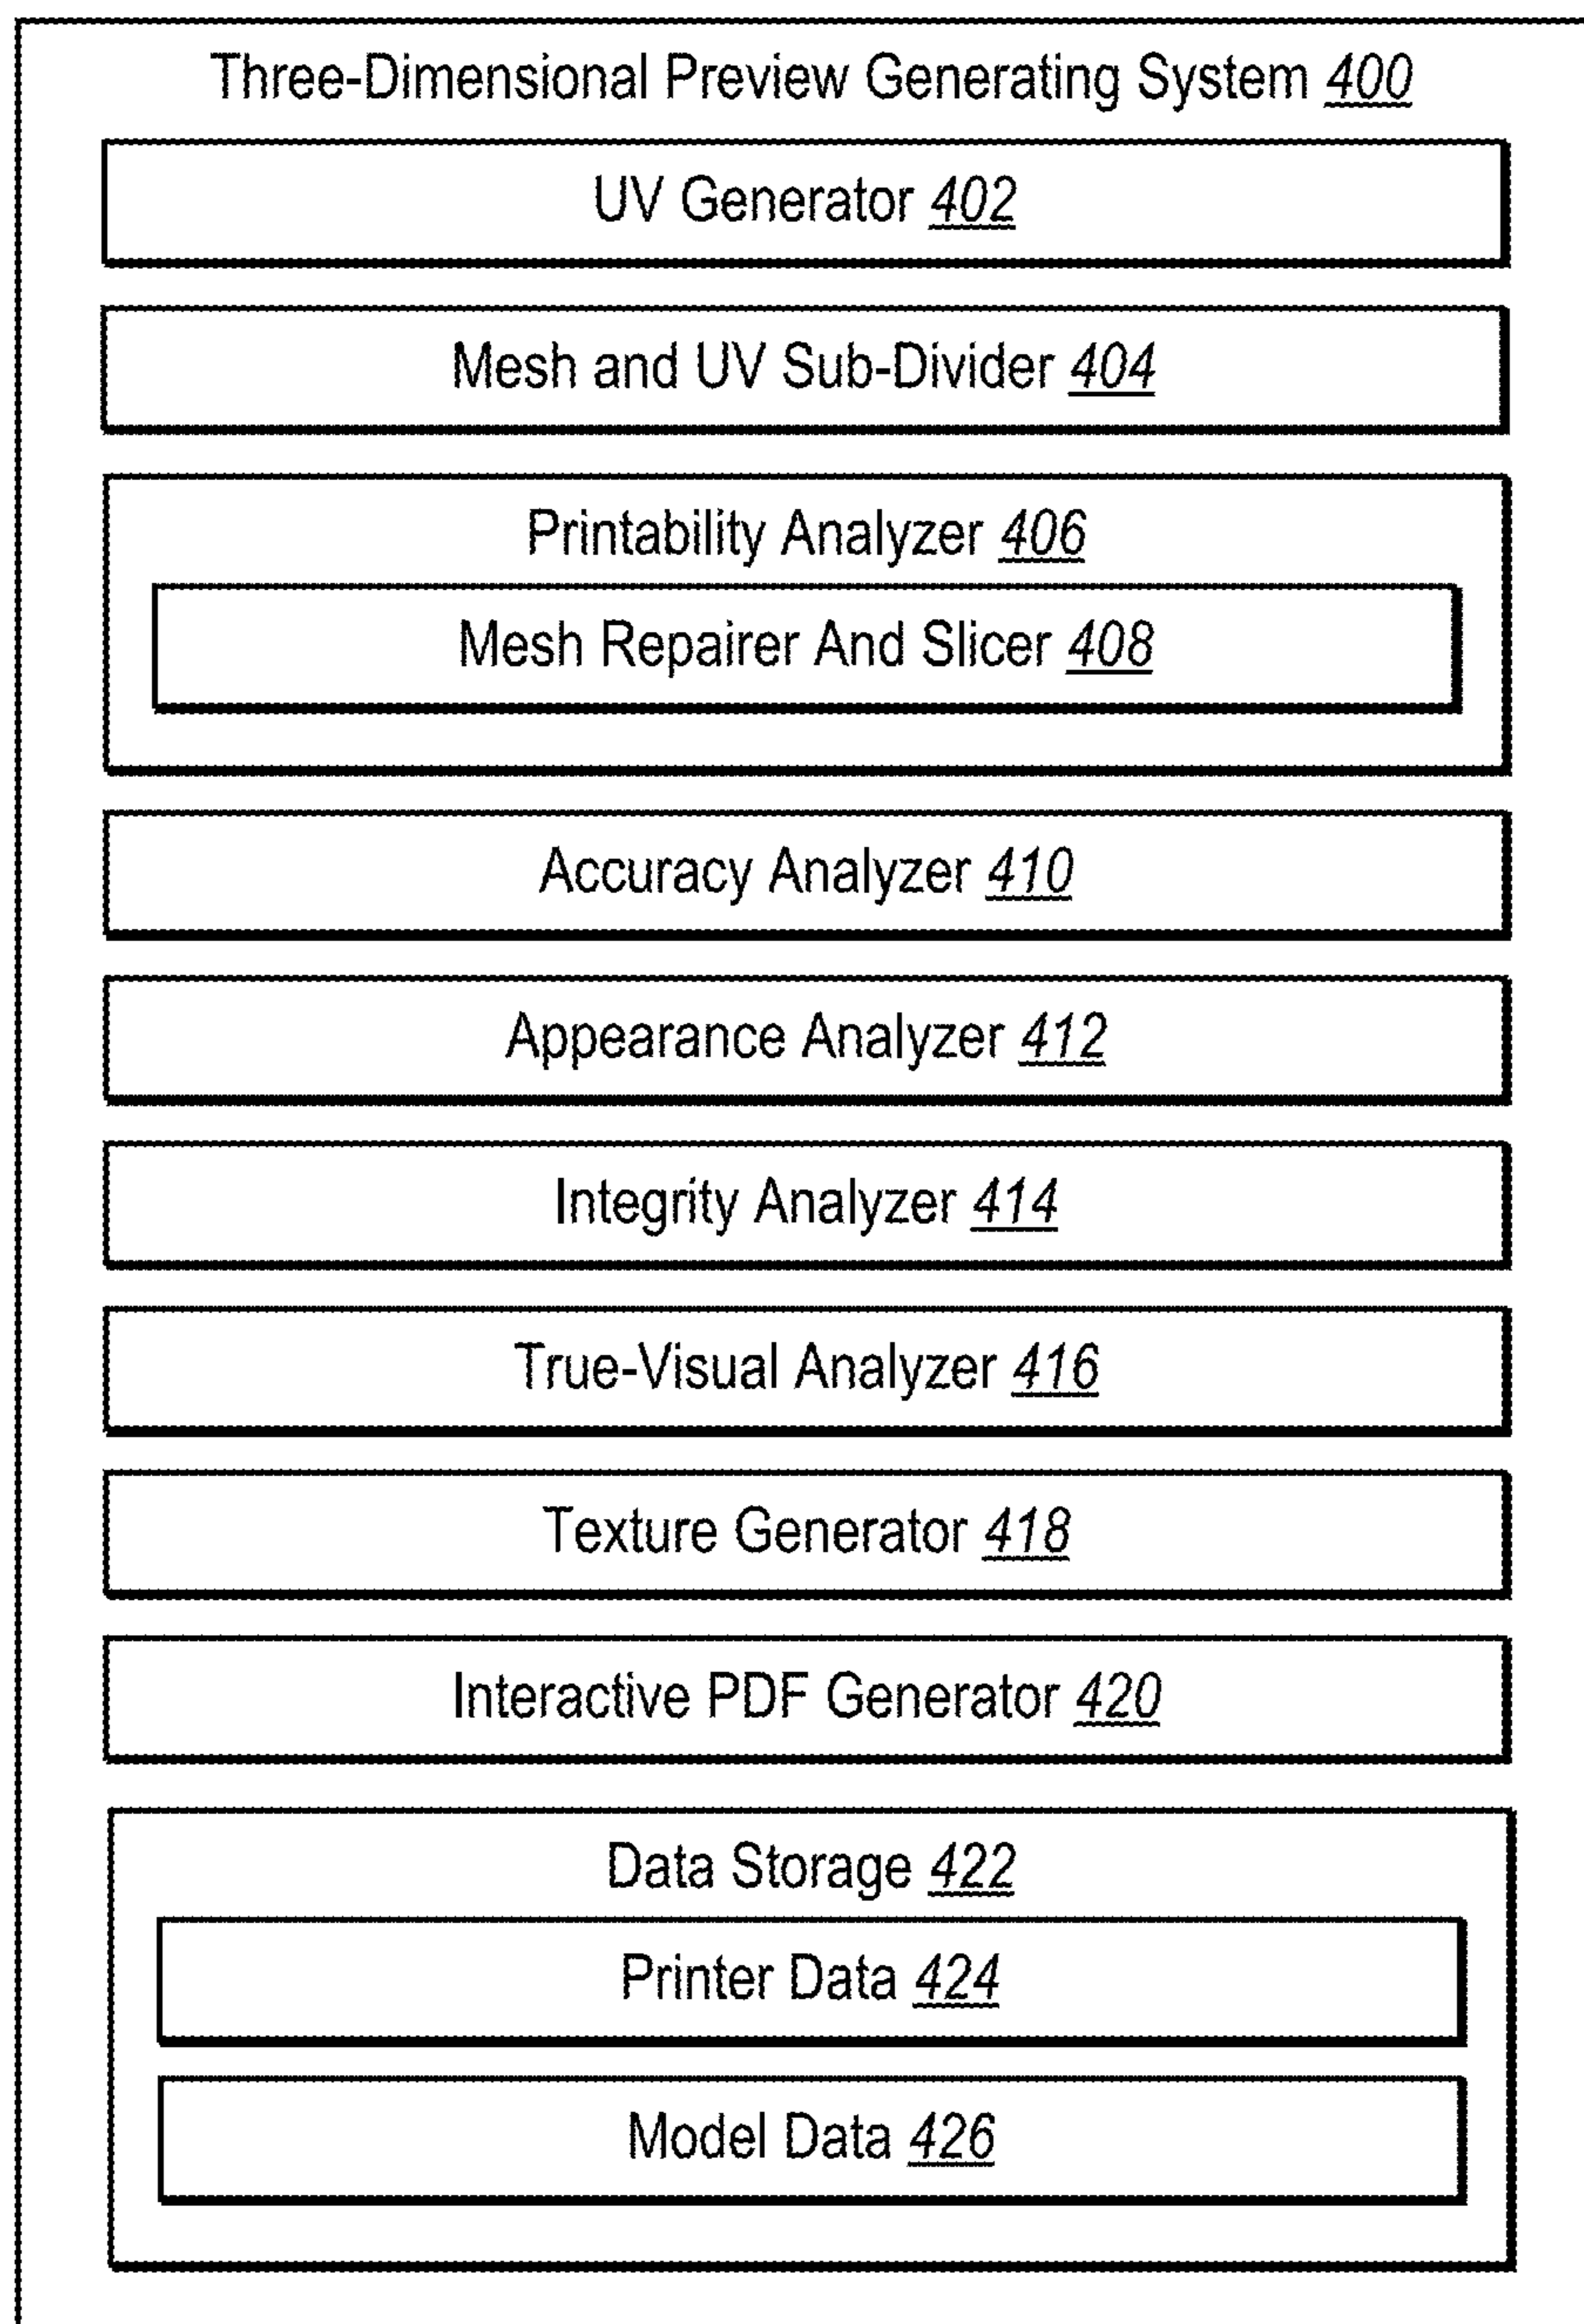 Three-Dimensional Preview Generating System 400
UV Generator 402
Mesh and UV Sub-Divider 404
Printability Analyzer 406
Mesh Repairer And Slicer 408
Accuracy Analyzer 410
Appearance Analyzer 412
Integrity Analyzer 414
True-Visual Analyzer 416
Texture Generator 418
Interactive PDF Generator 420
Data Storage 422
Printer Data 424
Model Data 426